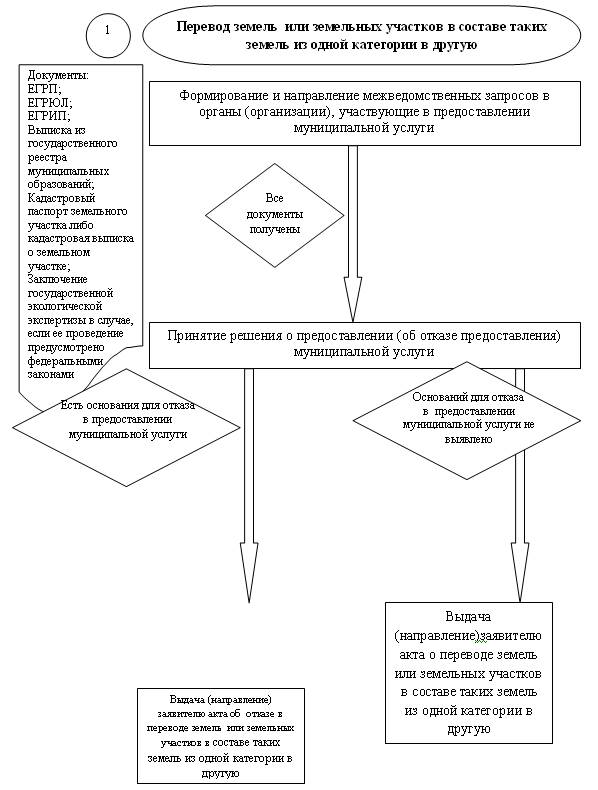 1
Перевод земель или земельных участков в составе таких
земель из одной категории в другую
Документы:
ЕГРП;
ЕГРЮЛ;
ЕГРИП;
Выписка из
государственного
реестра
муниципальных
образований;
Кадастровый
паспорт земельного
участка либо
кадастровая выписка
о земельном
участке;
Заключение
государственной
экологической
экспертизы в случае,
если ее проведение
предусмотрено
федеральными
законами
Формирование и направление межведомственных запросов в
органы (организации), участвующие в предоставлении
муниципальной услуги
Все
документы
получены
Принятие решения о предоставлении (об отказе предоставления)
муниципальной услуги
Есть основания для отказа
в предоставлении
муниципальной услуги
Оснований для отказа
в предоставлении
муниципальной услуги не
выявлено
Выдача
(направление)заявителю
акта о переводе земель
или земельных участков
в составе таких земель
из одной категории в
другую
Выдача (направление)
заявителю акта об отказе в
переводе земель или земельных
участков в составе таких
земель из одной категории в
другую